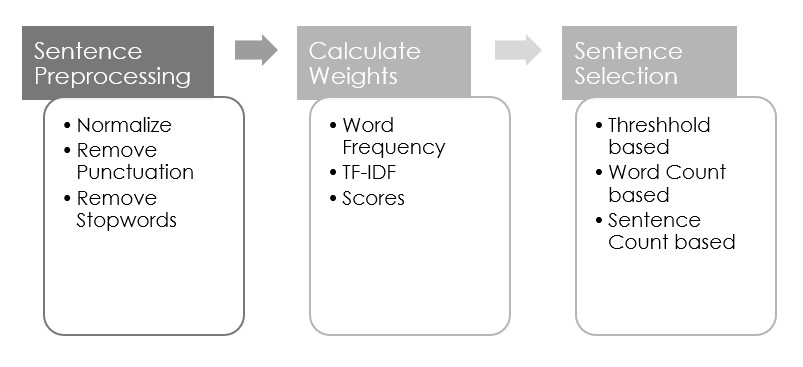 Sentence
Preprocessing
• Normalize
• Remove
Punctuation
• Remove
Stopwords
Calculate
Weights
• Word
Frequency
• TF-IDF
• Scores
Sentence
Selection
• Threshhold
based
• Word Count
based
• Sentence
Count based